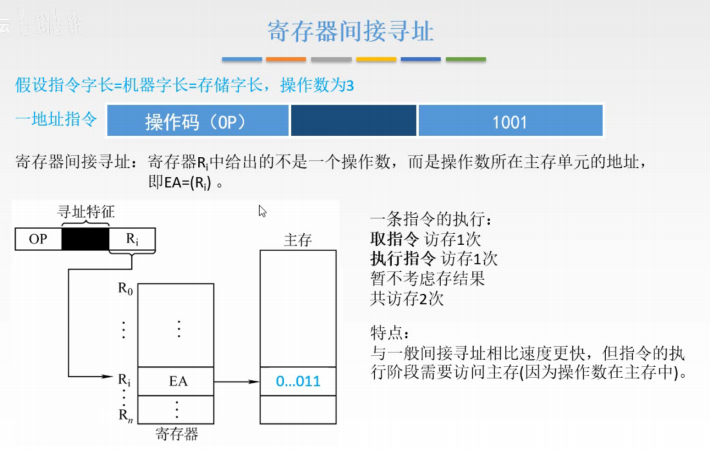 寄存器间接寻址
假设指令字长=机器字长=存储字长，操作数为3
一地址指令 操作码（OP） 1001
寄存器间接寻址：寄存器Ri中给出的不是一个操作数，而是操作数所在主存单元的地址，
即EA=(Ri) 。
寻址特征
OP Ri
主存
R0
⋮ ⋮
Ri EA 0...011
⋮
Rn ⋮
寄存器
一条指令的执行：
取指令 访存1次
执行指令 访存1次
暂不考虑存结果
共访存2次
特点：
与一般间接寻址相比速度更快，但指令的执
行阶段需要访问主存(因为操作数在主存中)。